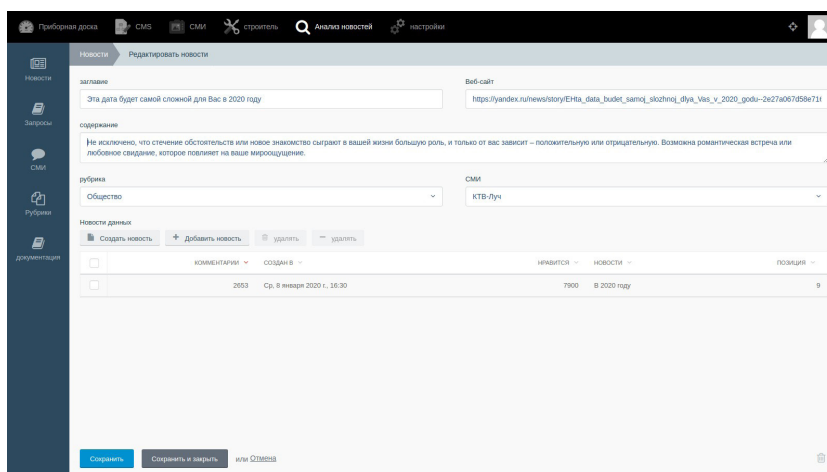 Приборная доска CMS СМИ строитель Анализ новостей настройки
Новости Редактировать новости
Новости
Запросы
СМИ
Рубрики
документация
заглавие Веб-сайт
Эта дата будет самой сложной для Вас в 2020 году https://yandex.ru/news/story/EHta_data_budet_samoj_slozhnoj_dlya_Vas_v_2020_godu--2e27a067d58e71(
содержание
Не исключено, что стечение обстоятельств или новое знакомство сыграют в вашей жизни большую роль, и только от вас зависит – положительную или отрицательную. Возможна романтическая встреча или
любовное свидание, которое повлияет на ваше мироощущение.
рубрика СМИ
Общество КТВ-Луч
Новости данных
Создать новость Добавить новость удалять удалять
КОММЕНТАРИИ СОЗДАН В НРАВИТСЯ НОВОСТИ ПОЗИЦИЯ
2653 Ср, 8 января 2020 г., 16:30 7900 В 2020 году 9
Сохранить Сохранить и закрыть или Отмена